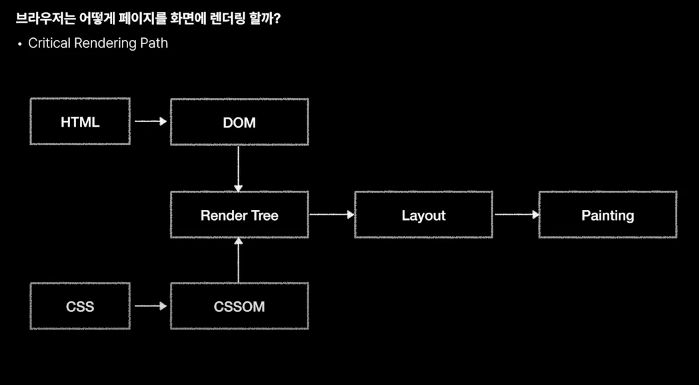 브라우저는 어떻게 페이지를 화면에 렌더링 할까?
• Critical Rendering Path
HTML
DOM
Render Tree
Layout
Painting
CSS
CSSOM